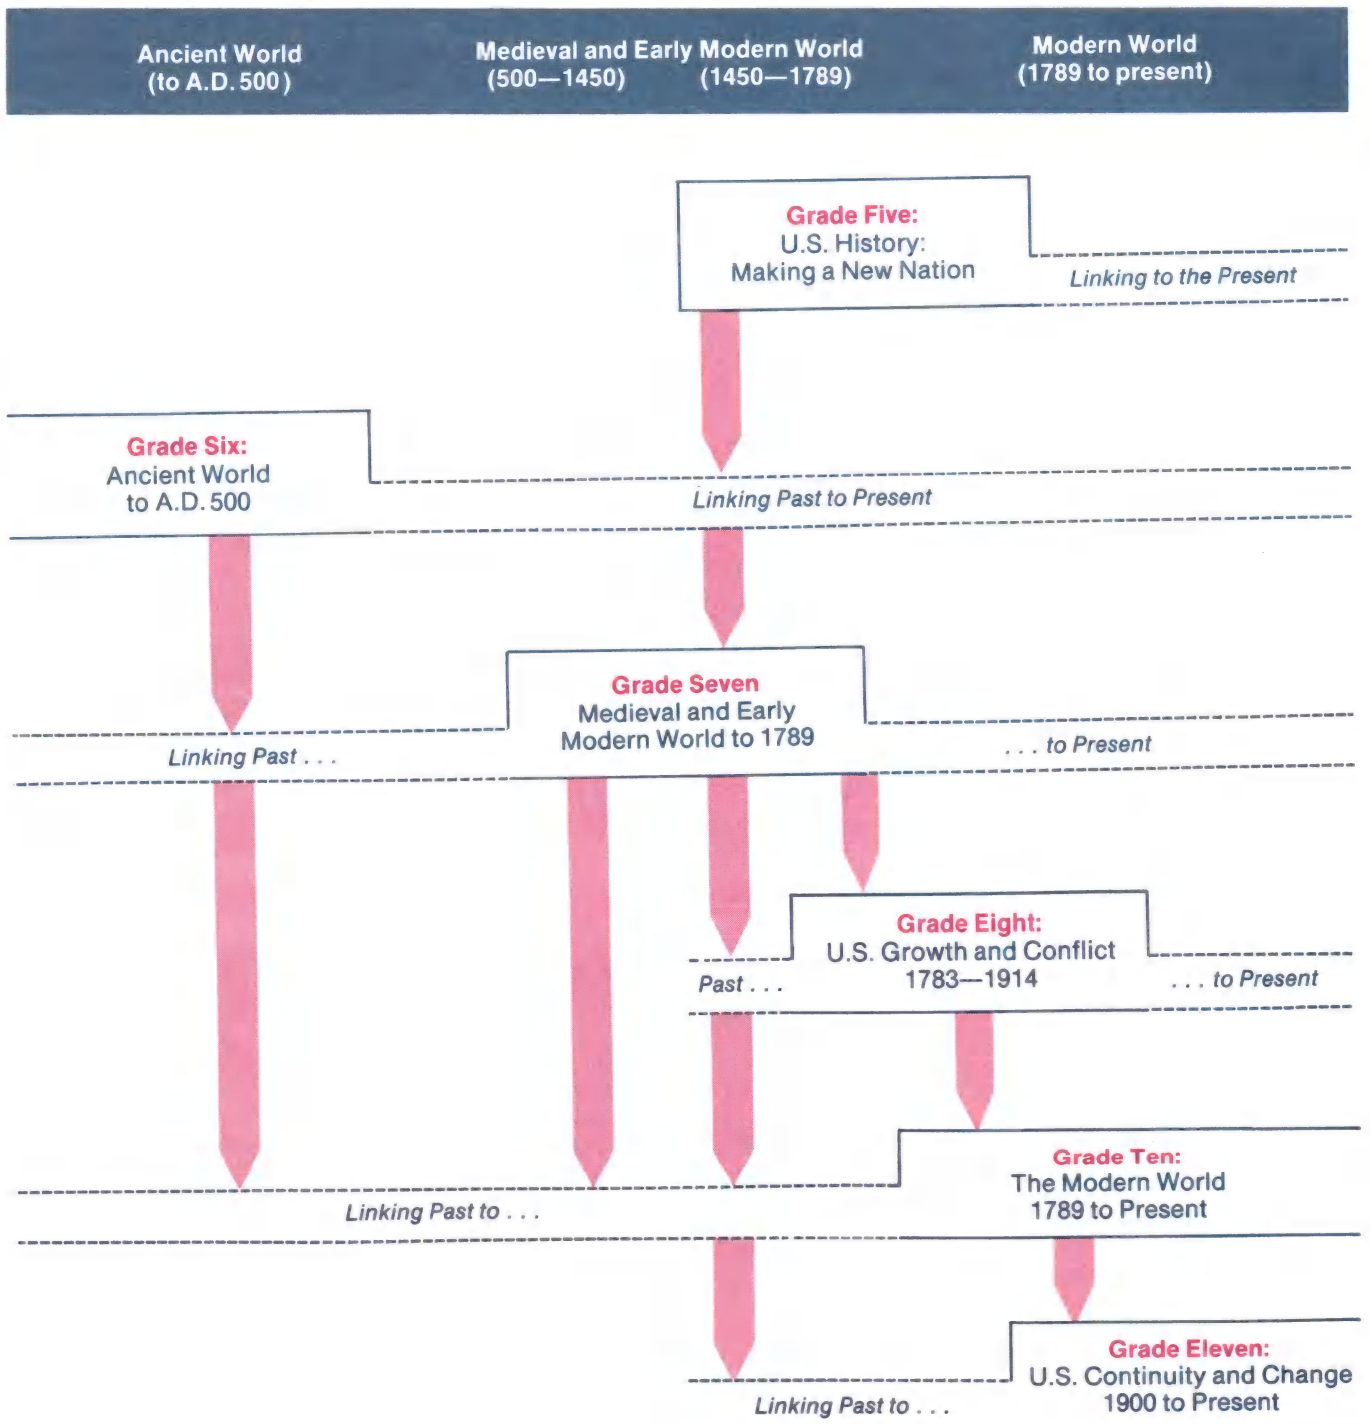 Ancient World
(to A.D. 500)
Medieval and Early Modern World
(500—1450) (1450—1789)
Modern World
(1789 to present)
Grade Five:
U.S. History:
Making a New Nation
Linking to the Present
Grade Six:
Ancient World
to A.D. 500
Linking Past to Present
Grade Seven
Medieval and Early
Modern World to 1789
Linking Past . . .
. . . to Present
Grade Eight:
U.S. Growth and Conflict
1783—1914
Past . . .
. . . to Present
Grade Ten:
The Modern World
1789 to Present
Linking Past to . . .
Grade Eleven:
U.S. Continuity and Change
1900 to Present
Linking Past to . . .